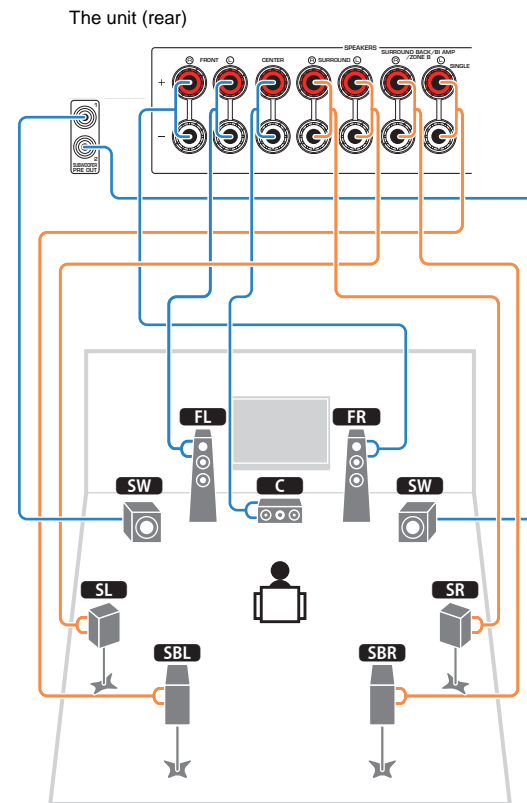 The unit (rear)
SPEAKERS
SURROUND BACK/BI AMP
/ZONE B
R FRONT L
CENTER
R SURROUND L
R L
SINGLE
+
–
1
2
SUBWOOFER
PRE OUT
FL
FR
SW
C
SW
SL
SR
SBL
SBR